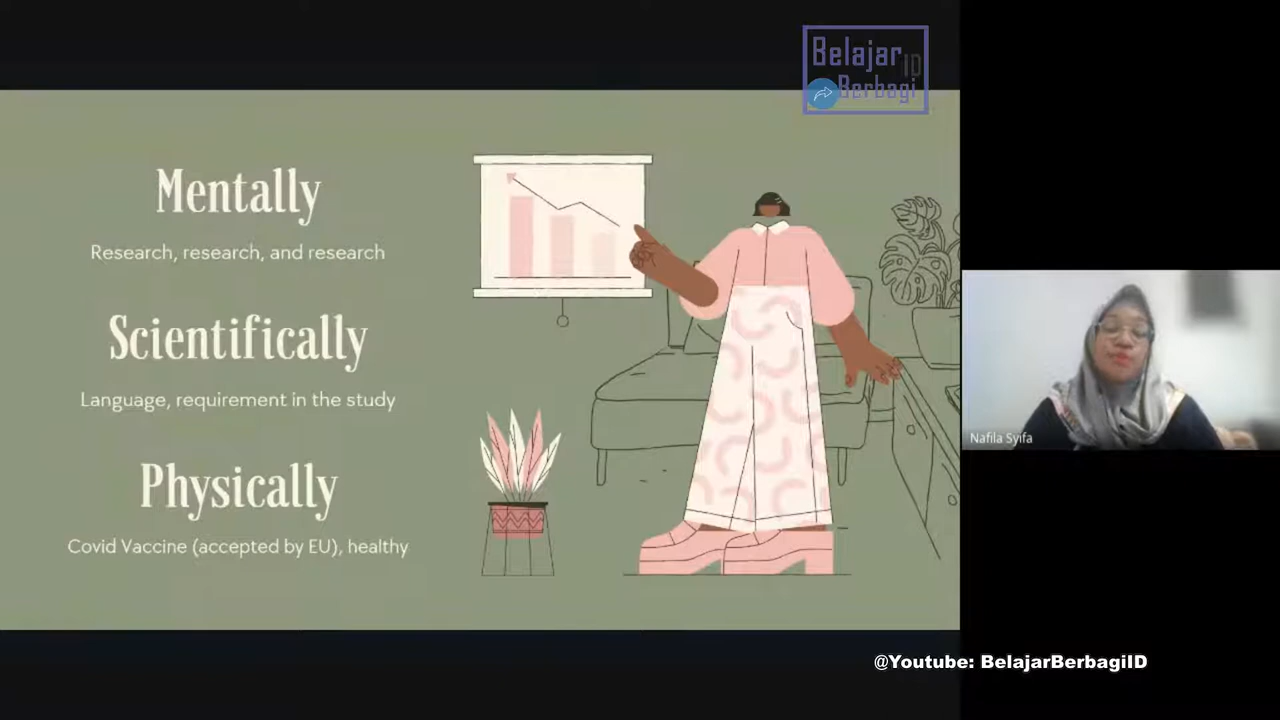 Belajar
ID
Berbagi
Mentally
Research, research, and research
Scientifically
Language, requirement in the study
Physically
Covid Vaccine (accepted by EU), healthy
Nafila Syifa
@Youtube: BelajarBerbagiID